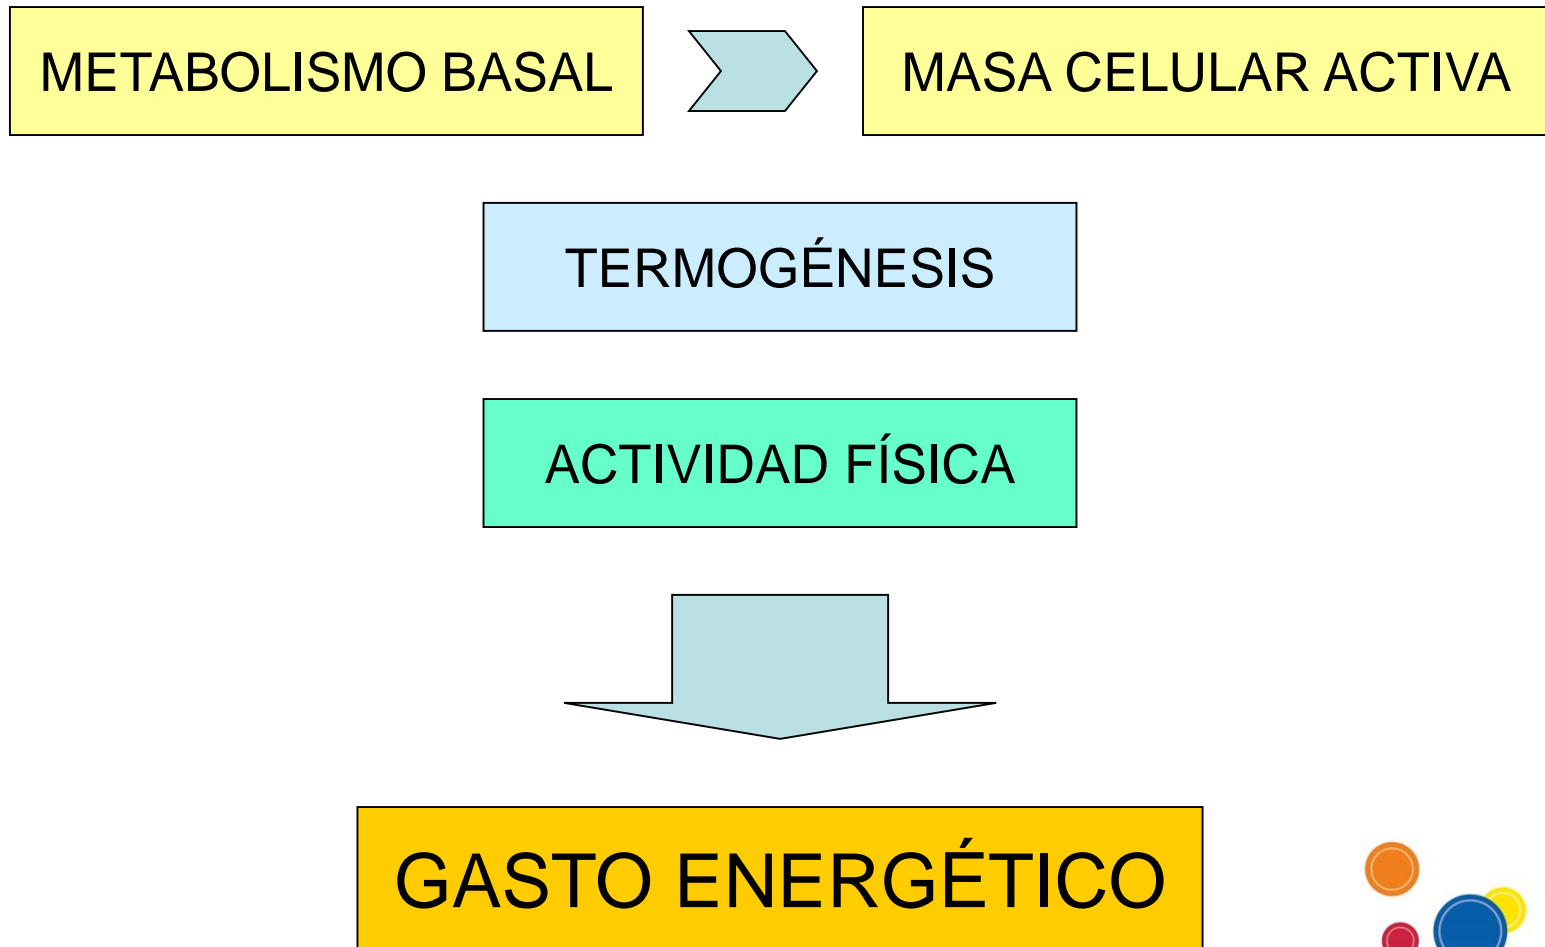 METABOLISMO BASAL
MASA CELULAR ACTIVA
TERMOGÉNESIS
ACTIVIDAD FÍSICA
GASTO ENERGÉTICO